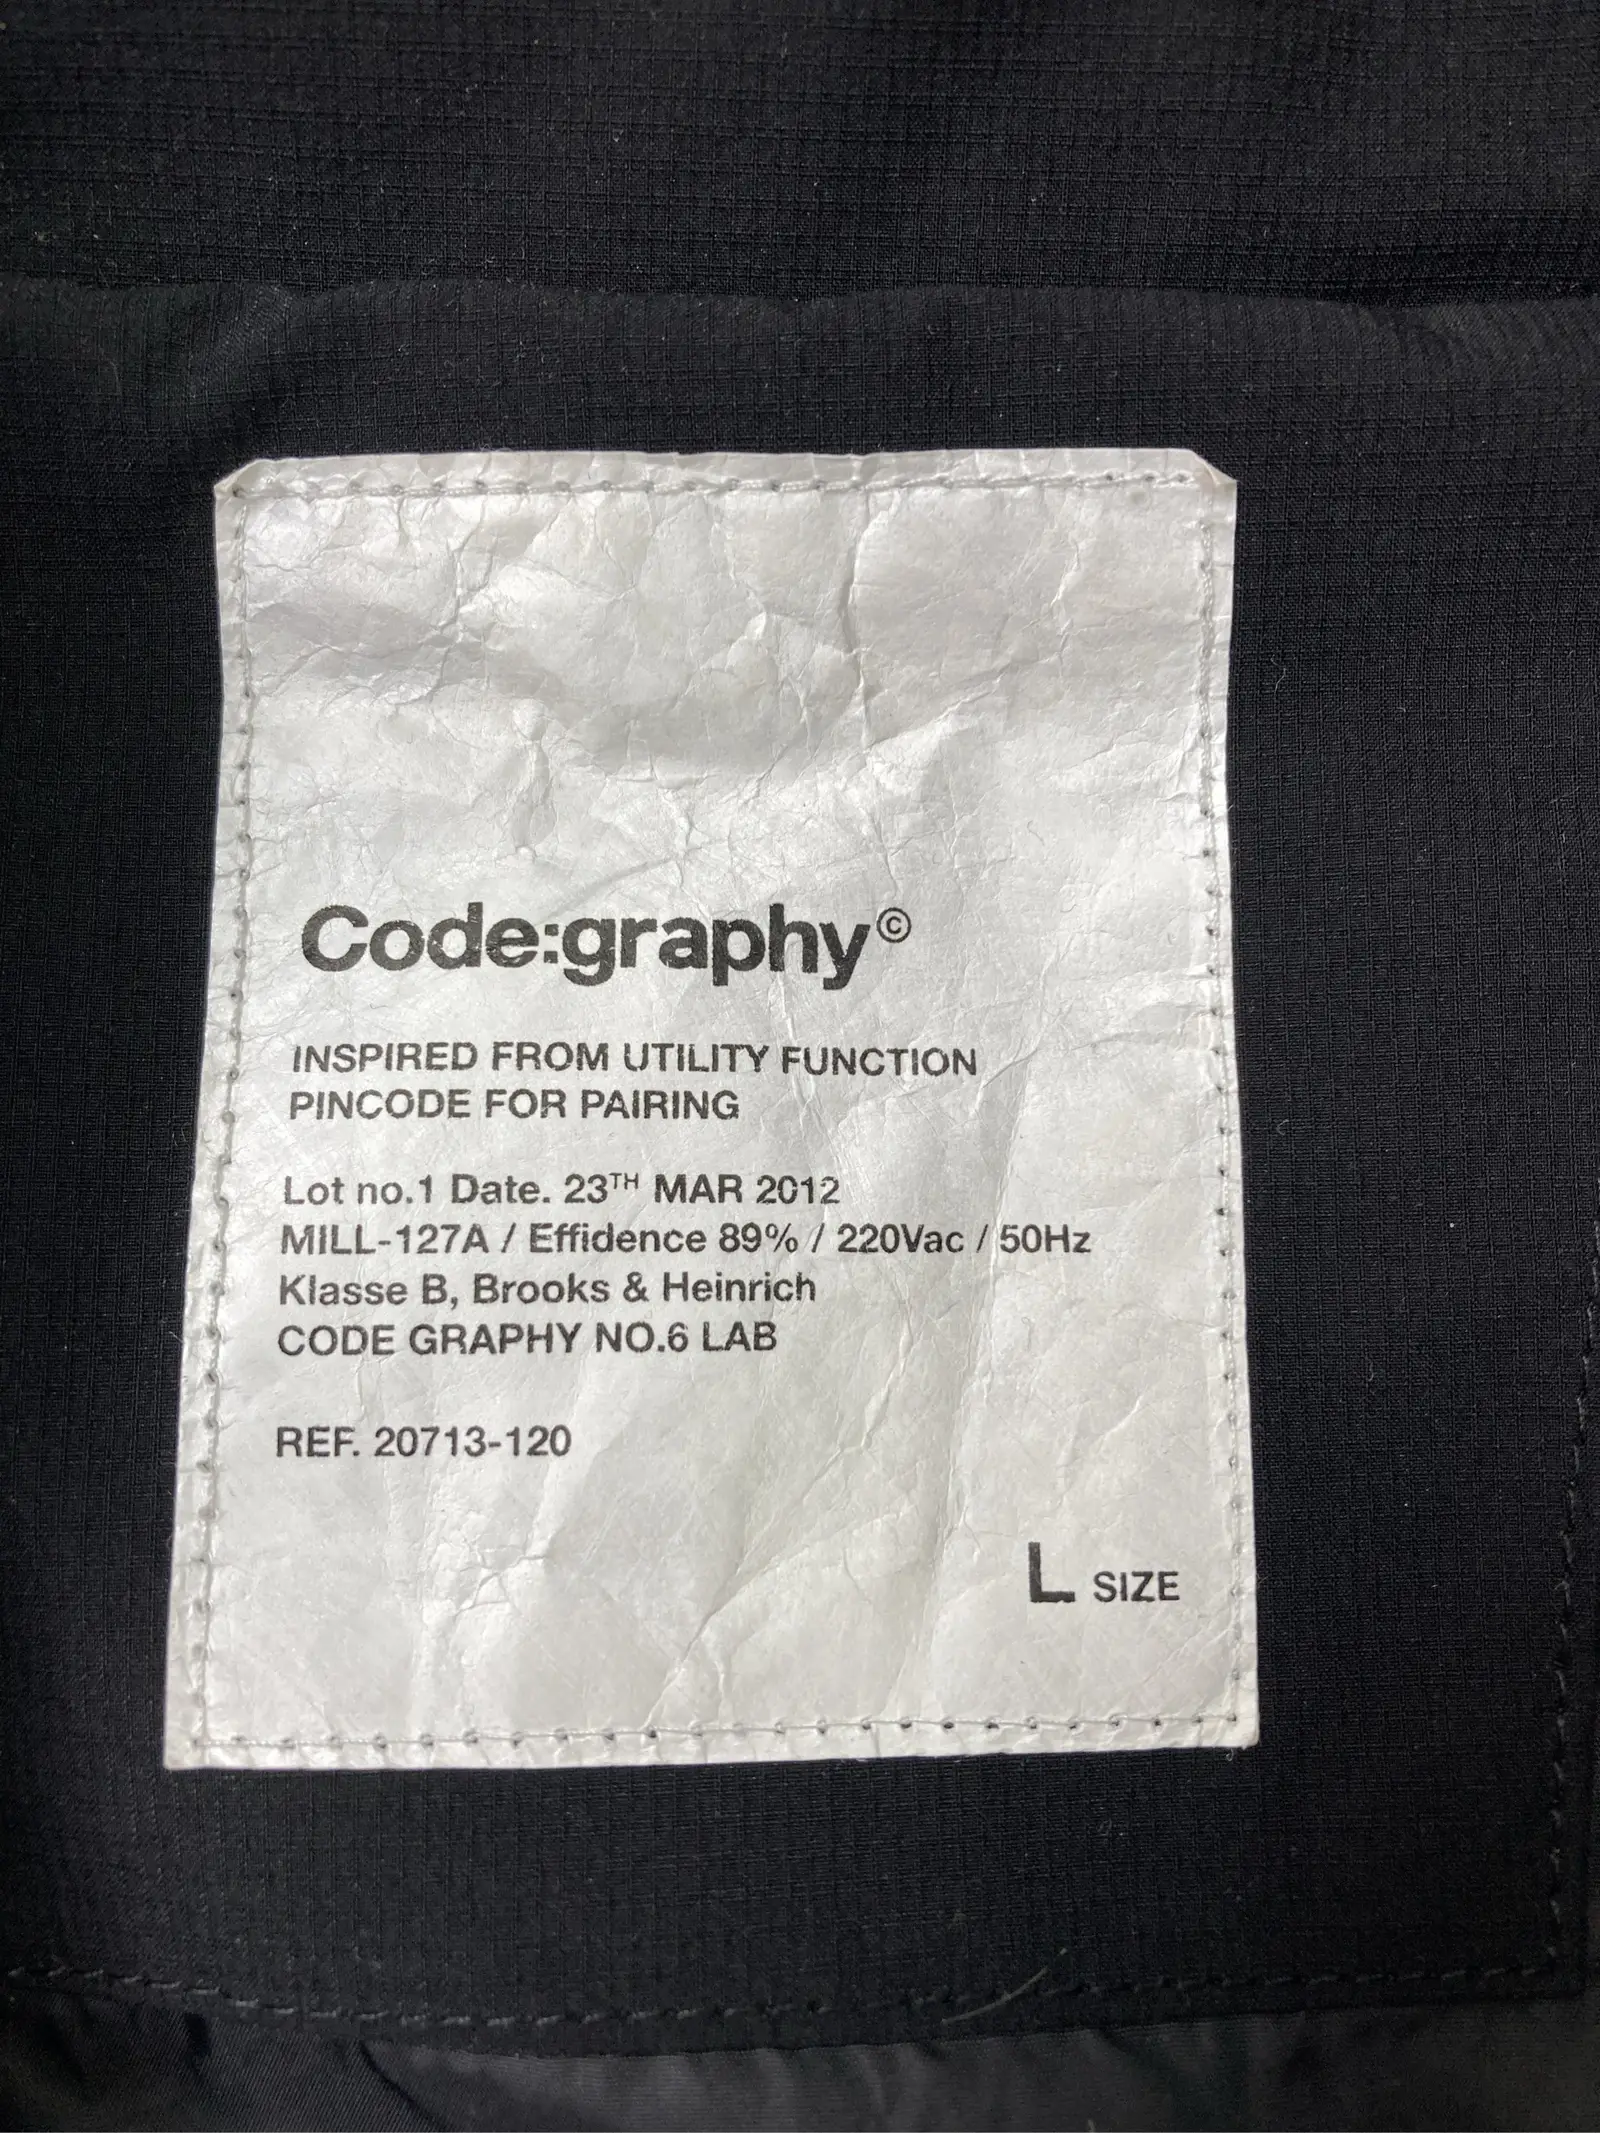 Code:graphy©
INSPIRED FROM UTILITY FUNCTION
PINCODE FOR PAIRING
Lot no.1 Date. 23TH MAR 2012
MILL-127A / Effidence 89% / 220Vac / 50Hz
Klasse B, Brooks & Heinrich
CODE GRAPHY NO.6 LAB
REF. 20713-120
L SIZE